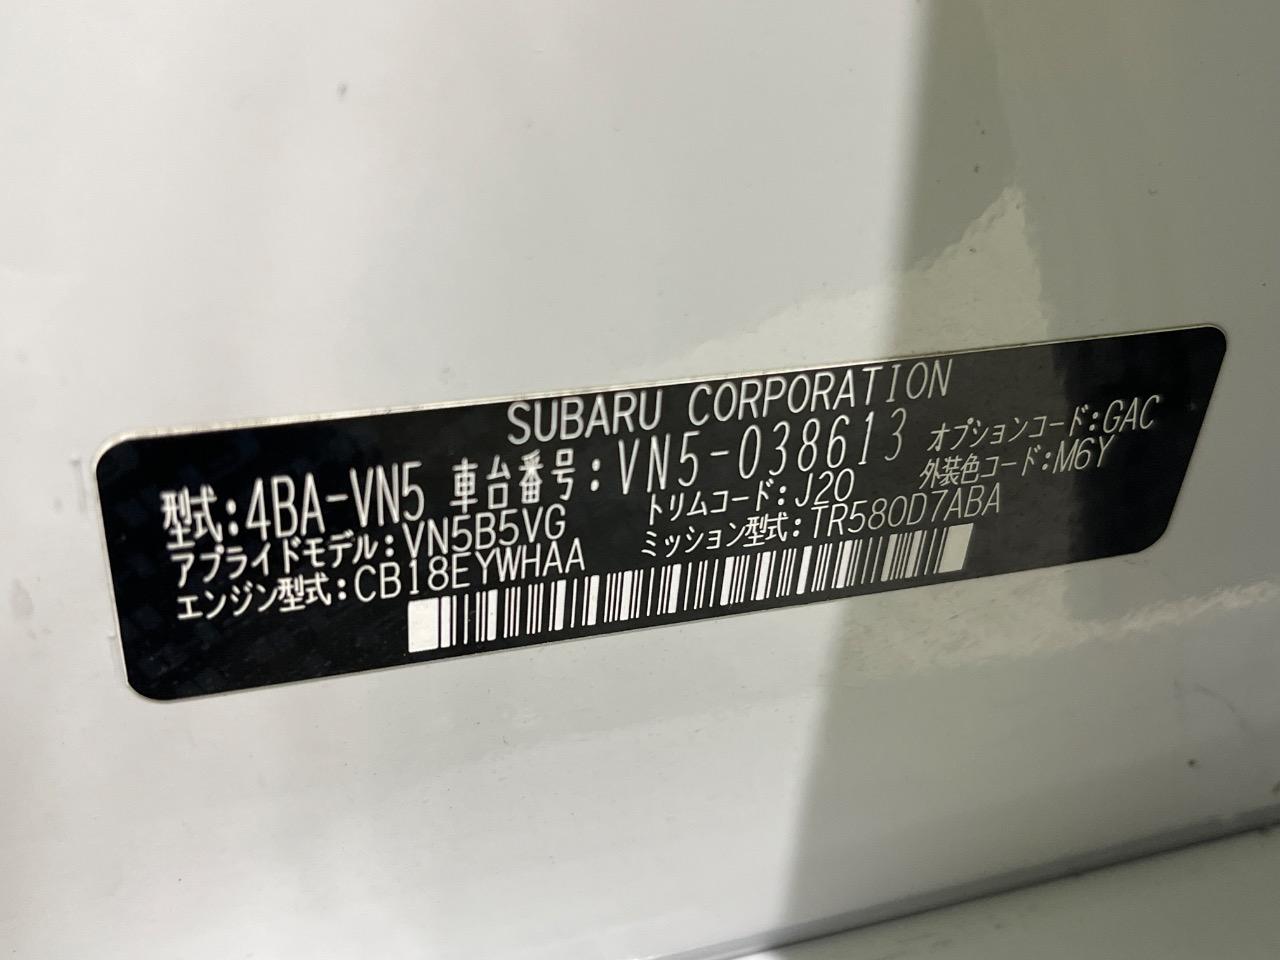 SUBARU CORPORATION
型式:4BA-VN5 車台番号:VN5-038613 オプションコード:GAC
アプライドモデル:VN5B5VG トリムコード:J20 外装色コード:M6Y
エンジン型式:CB18EYWHAA ミッション型式:TR580D7ABA